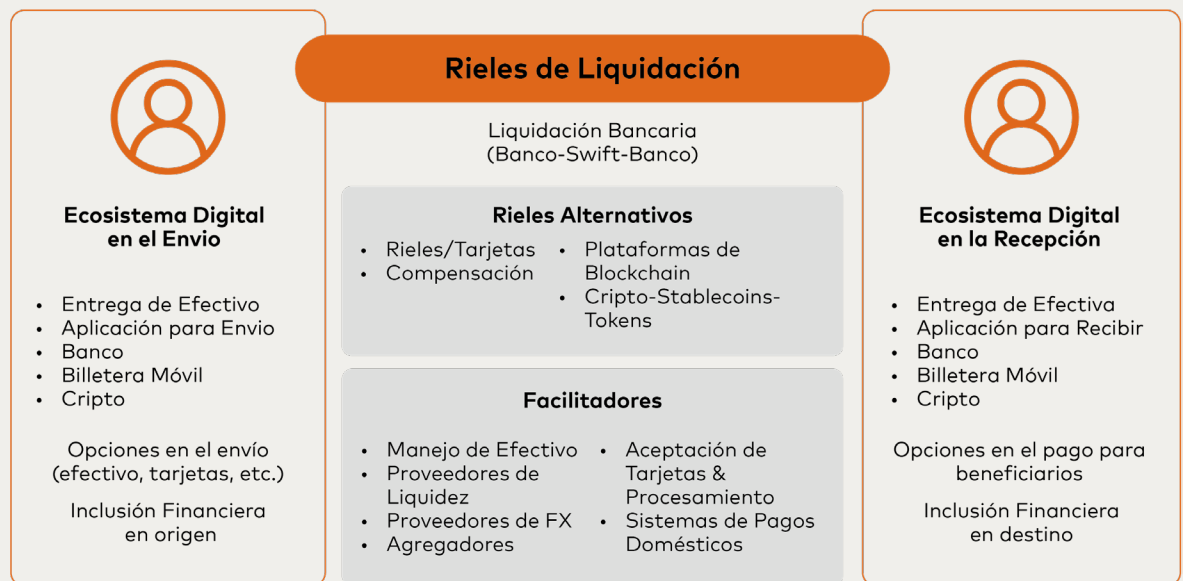 Rieles de Liquidación
Ecosistema Digital
en el Envio
• Entrega de Efectivo
• Aplicación para Envio
• Banco
• Billetera Móvil
• Cripto
Opciones en el envío
(efectivo, tarjetas, etc.)
Inclusión Financiera
en origen
Liquidación Bancaria
(Banco-Swift-Banco)
Rieles Alternativos
• Rieles/Tarjetas
• Compensación
• Plataformas de
Blockchain
• Cripto-Stablecoins-
Tokens
Facilitadores
• Manejo de Efectivo
• Proveedores de
Liquidez
• Proveedores de FX
• Agregadores
• Aceptación de
Tarjetas &
Procesamiento
• Sistemas de Pagos
Domésticos
Ecosistema Digital
en la Recepción
• Entrega de Efectiva
• Aplicación para Recibir
• Banco
• Billetera Móvil
• Cripto
Opciones en el pago para
beneficiarios
Inclusión Financiera
en destino